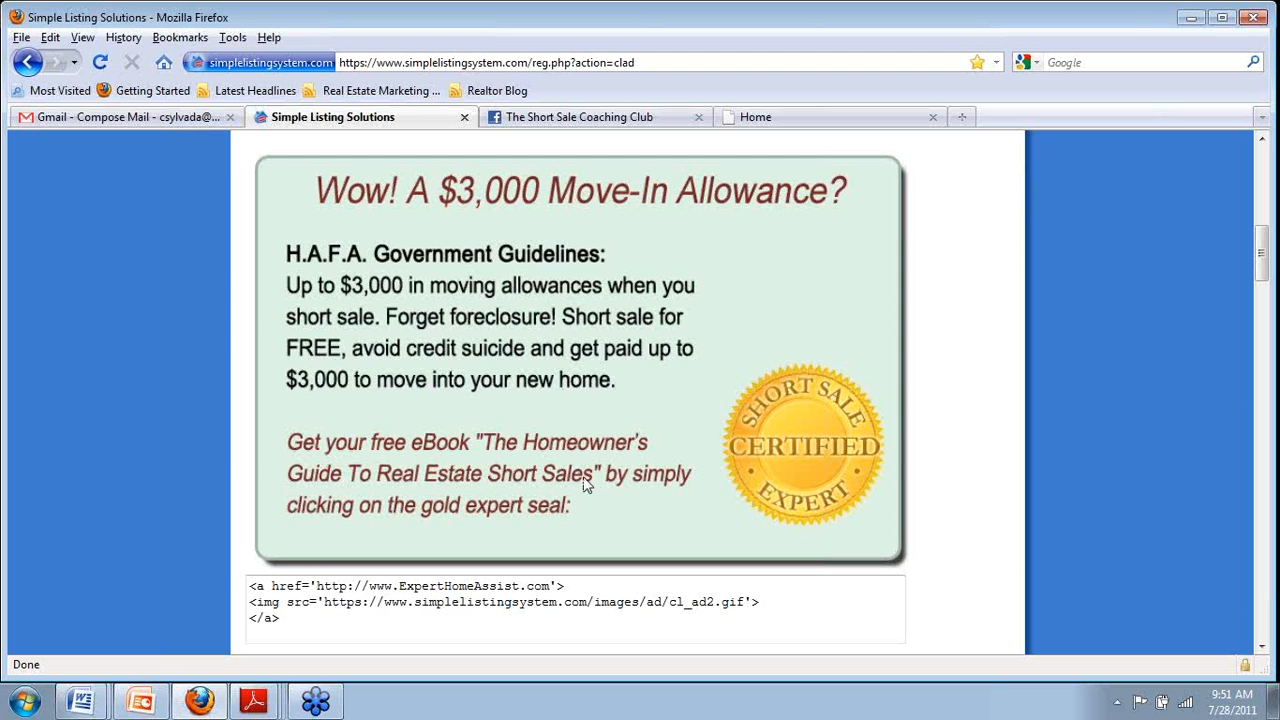 Simple Listing Solutions - Mozilla Firefox
File Edit View History Bookmarks Tools Help
simplelistingsystem.com https://www.simplelistingsystem.com/reg.php?action=clad Google
Most Visited Getting Started Latest Headlines Real Estate Marketing ... Realtor Blog
Gmail - Compose Mail - csylvada@... Simple Listing Solutions The Short Sale Coaching Club Home
Wow! A $3,000 Move-In Allowance?
H.A.F.A. Government Guidelines:
Up to $3,000 in moving allowances when you
short sale. Forget foreclosure! Short sale for
FREE, avoid credit suicide and get paid up to
$3,000 to move into your new home.
Get your free eBook "The Homeowner's
Guide To Real Estate Short Sales" by simply
clicking on the gold expert seal:
SHORT SALE
CERTIFIED
EXPERT
<a href='http://www.ExpertHomeAssist.com'>
<img src='https://www.simplelistingsystem.com/images/ad/cl_ad2.gif'>
</a>
Done
9:51 AM
7/28/2011